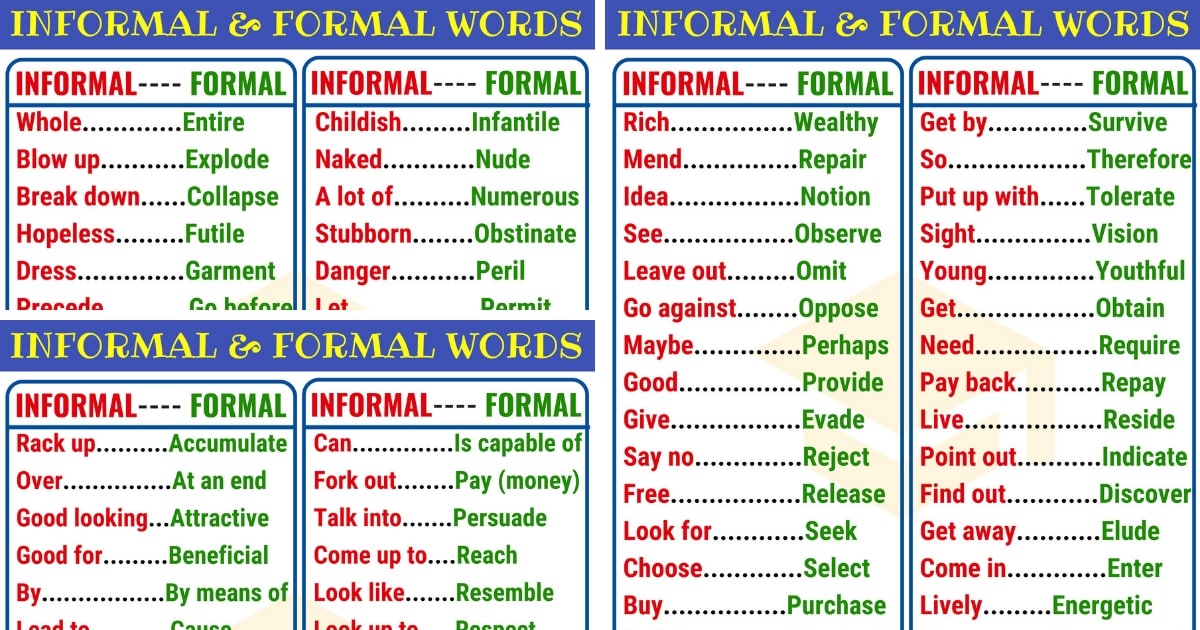 INFORMAL & FORMAL WORDS
INFORMAL---- FORMAL
Whole.............Entire
Blow up...........Explode
Break down......Collapse
Hopeless.........Futile
Dress..............Garment
Precede Go before
INFORMAL---- FORMAL
Childish.........Infantile
Naked............Nude
A lot of..........Numerous
Stubborn........Obstinate
Danger...........Peril
Let Permit
INFORMAL & FORMAL WORDS
INFORMAL---- FORMAL
Rack up..........Accumulate
Over...............At an end
Good looking...Attractive
Good for.........Beneficial
By..................By means of
Lead to Cause
INFORMAL---- FORMAL
Can..............Is capable of
Fork out........Pay (money)
Talk into.......Persuade
Come up to....Reach
Look like.......Resemble
Look up to Respect
INFORMAL & FORMAL WORDS
INFORMAL---- FORMAL
Rich.................Wealthy
Mend...............Repair
Idea.................Notion
See..................Observe
Leave out.........Omit
Go against........Oppose
Maybe..............Perhaps
Good................Provide
Give.................Evade
Say no..............Reject
Free.................Release
Look for............Seek
Choose.............Select
Buy..................Purchase
INFORMAL---- FORMAL
Get by.............Survive
So..................Therefore
Put up with......Tolerate
Sight...............Vision
Young..............Youthful
Get..................Obtain
Need................Require
Pay back...........Repay
Live..................Reside
Point out...........Indicate
Find out............Discover
Get away...........Elude
Come in.............Enter
Lively.........Energetic